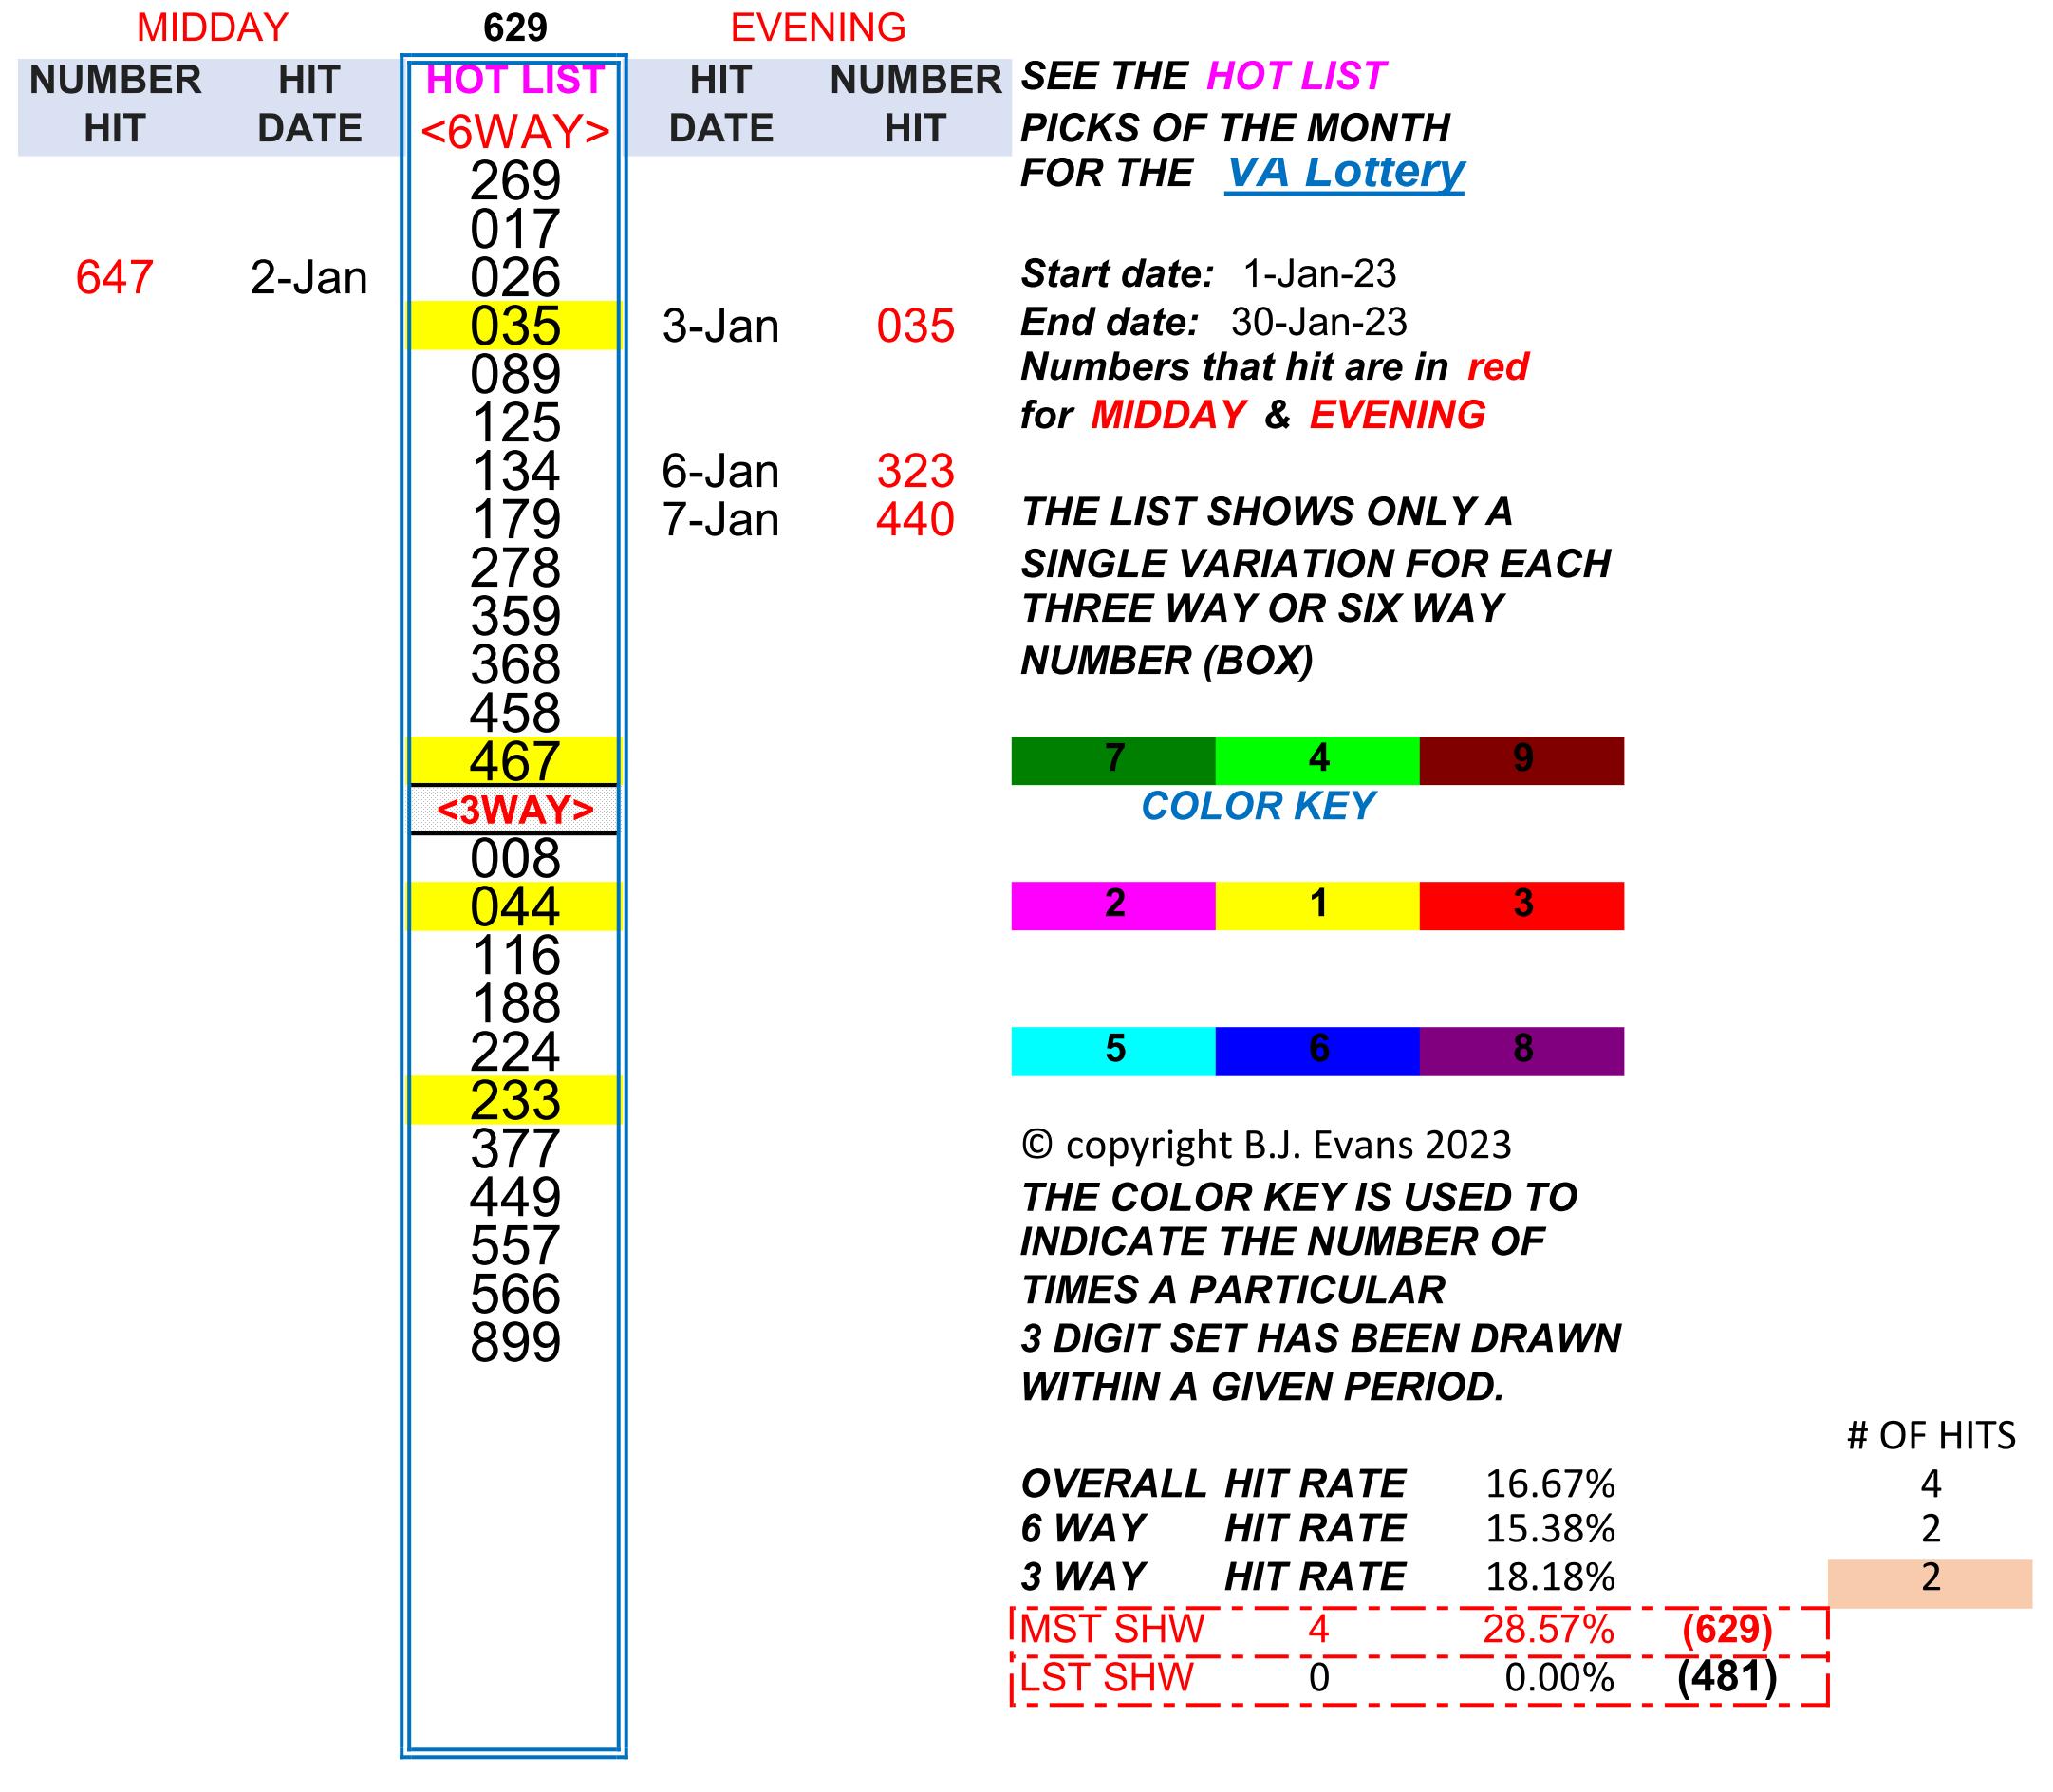 MIDDAY 629 EVENING
NUMBER HIT HOT LIST HIT NUMBER
HIT DATE <6WAY> DATE HIT
269
017
647 2-Jan 026
035 3-Jan 035
089
125
134 6-Jan 323
179 7-Jan 440
278
359
368
458
467
<3WAY>
008
044
116
188
224
233
377
449
557
566
899
SEE THE HOT LIST
PICKS OF THE MONTH
FOR THE VA Lottery
Start date: 1-Jan-23
End date: 30-Jan-23
Numbers that hit are in red
for MIDDAY & EVENING
THE LIST SHOWS ONLY A
SINGLE VARIATION FOR EACH
THREE WAY OR SIX WAY
NUMBER (BOX)
7 4 9
COLOR KEY
2 1 3
5 6 8
© copyright B.J. Evans 2023
THE COLOR KEY IS USED TO
INDICATE THE NUMBER OF
TIMES A PARTICULAR
3 DIGIT SET HAS BEEN DRAWN
WITHIN A GIVEN PERIOD.
# OF HITS
OVERALL HIT RATE 16.67% 4
6 WAY HIT RATE 15.38% 2
3 WAY HIT RATE 18.18% 2
MST SHW 4 28.57% (629)
LST SHW 0 0.00% (481)